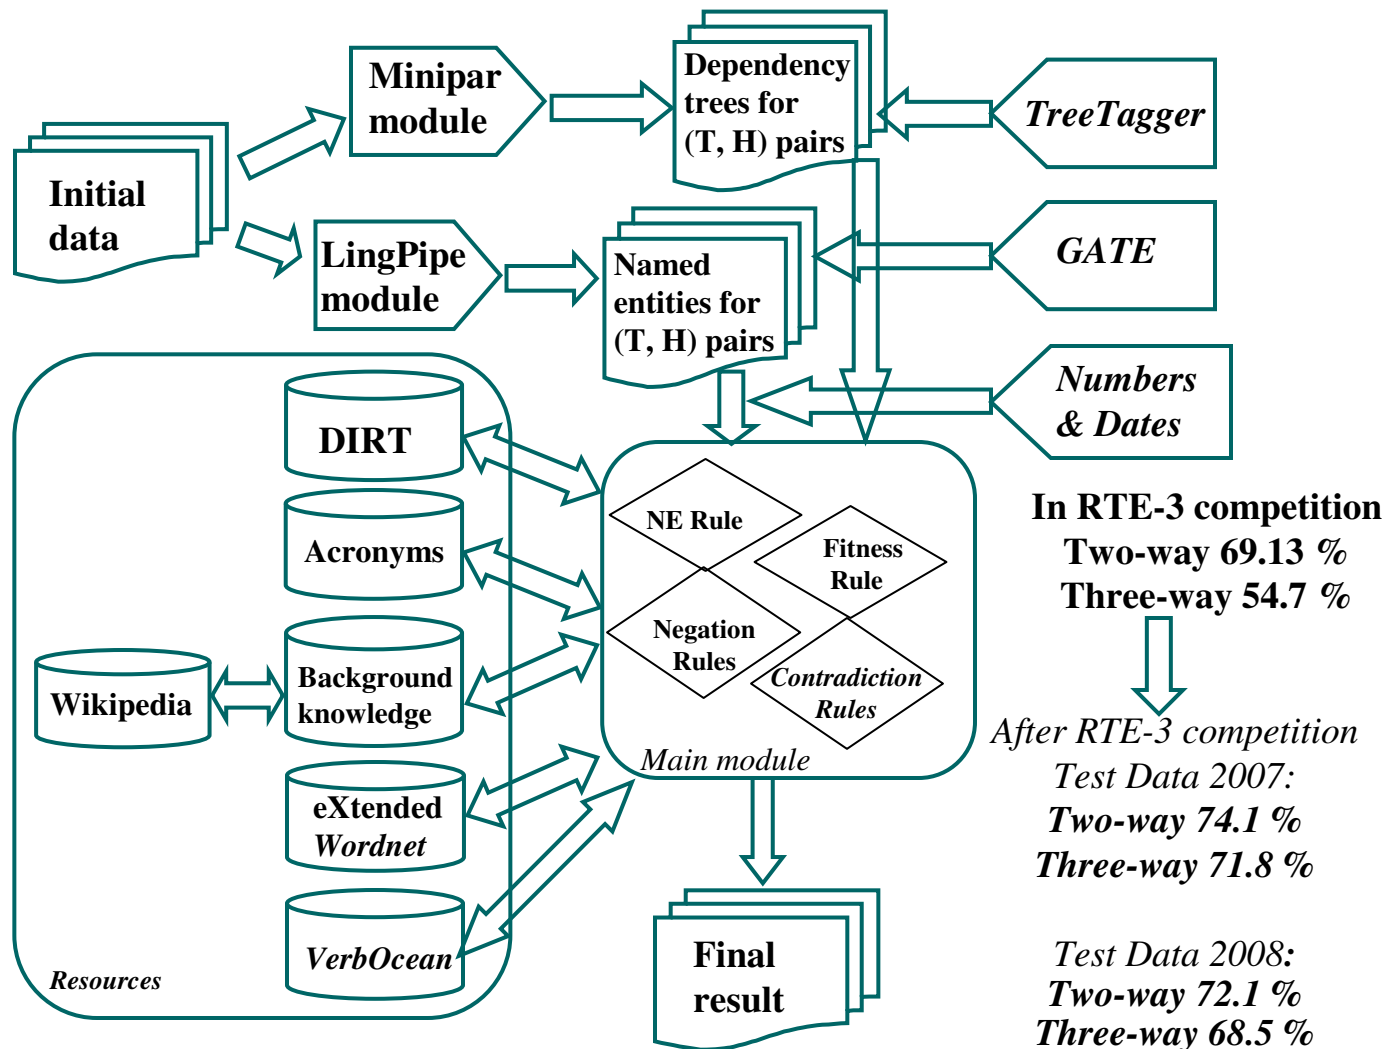 Minipar
module
Dependency
trees for
(T, H) pairs
TreeTagger
Initial
data
LingPipe
module
Named
entities for
(T, H) pairs
GATE
Numbers
& Dates
DIRT
Acronyms
Background
knowledge
Wikipedia
eXtended
Wordnet
VerbOcean
Resources
NE Rule
Fitness
Rule
Negation
Rules
Contradiction
Rules
Main module
Final
result
In RTE-3 competition
Two-way 69.13 %
Three-way 54.7 %
After RTE-3 competition
Test Data 2007:
Two-way 74.1 %
Three-way 71.8 %
Test Data 2008:
Two-way 72.1 %
Three-way 68.5 %